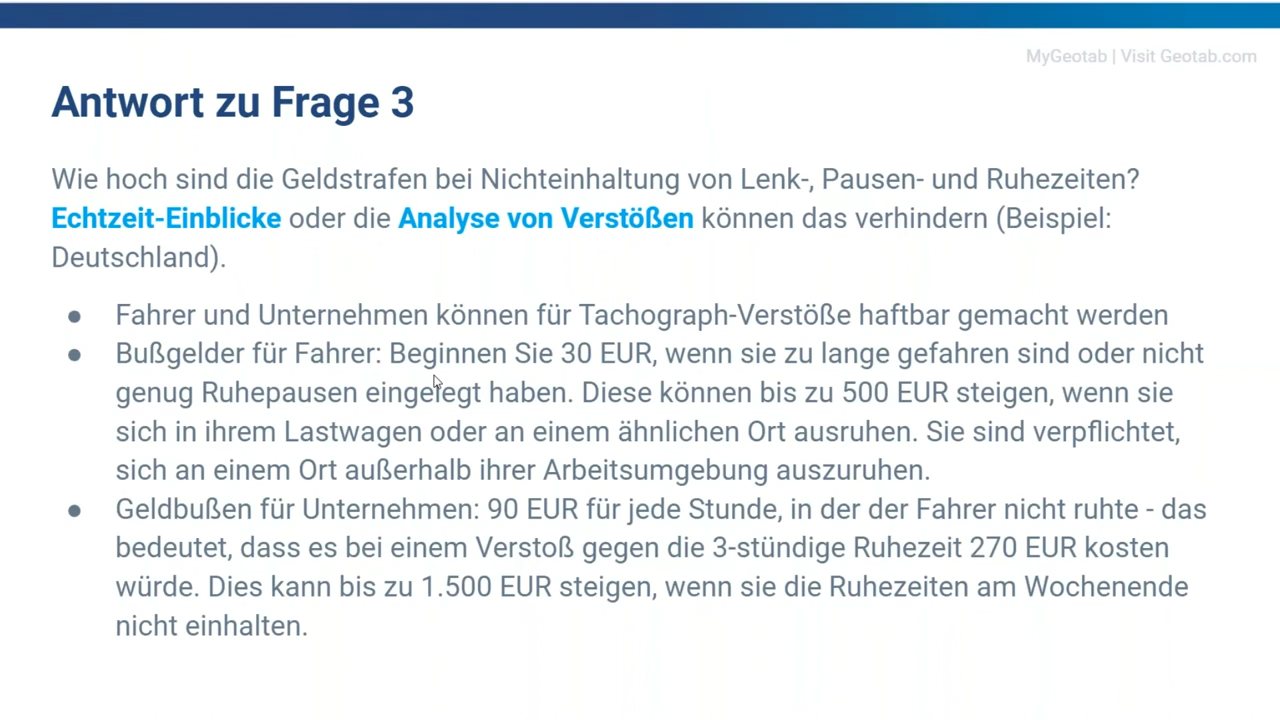 MyGeotab | Visit Geotab.com
Antwort zu Frage 3
Wie hoch sind die Geldstrafen bei Nichteinhaltung von Lenk-, Pausen- und Ruhezeiten?
Echtzeit-Einblicke oder die Analyse von Verstößen können das verhindern (Beispiel:
Deutschland).
● Fahrer und Unternehmen können für Tachograph-Verstöße haftbar gemacht werden
● Bußgelder für Fahrer: Beginnen Sie 30 EUR, wenn sie zu lange gefahren sind oder nicht
genug Ruhepausen eingelegt haben. Diese können bis zu 500 EUR steigen, wenn sie
sich in ihrem Lastwagen oder an einem ähnlichen Ort ausruhen. Sie sind verpflichtet,
sich an einem Ort außerhalb ihrer Arbeitsumgebung auszuruhen.
● Geldbußen für Unternehmen: 90 EUR für jede Stunde, in der der Fahrer nicht ruhte - das
bedeutet, dass es bei einem Verstoß gegen die 3-stündige Ruhezeit 270 EUR kosten
würde. Dies kann bis zu 1.500 EUR steigen, wenn sie die Ruhezeiten am Wochenende
nicht einhalten.